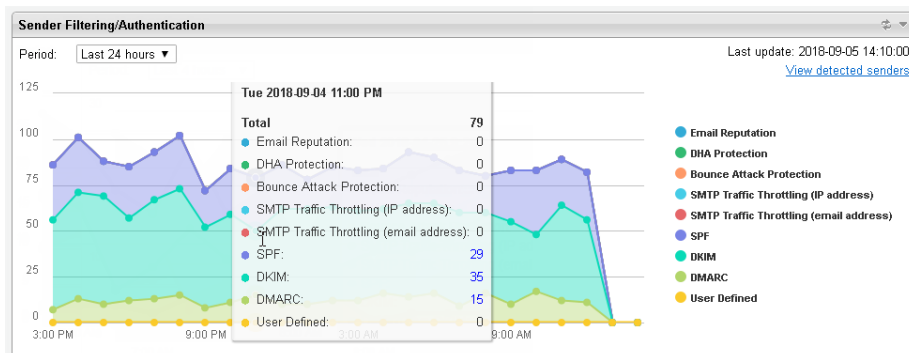 Sender Filtering/Authentication
Period: Last 24 hours ▼
Last update: 2018-09-05 14:10:00
View detected senders
125
100
75
50
25
0
3:00 PM 9:00 PM 3:00 AM 9:00 AM
Tue 2018-09-04 11:00 PM
Total 79
Email Reputation: 0
DHA Protection: 0
Bounce Attack Protection: 0
SMTP Traffic Throttling (IP address): 0
SMTP Traffic Throttling (email address): 0
SPF: 29
DKIM: 35
DMARC: 15
User Defined: 0
Email Reputation
DHA Protection
Bounce Attack Protection
SMTP Traffic Throttling (IP address)
SMTP Traffic Throttling (email address)
SPF
DKIM
DMARC
User Defined